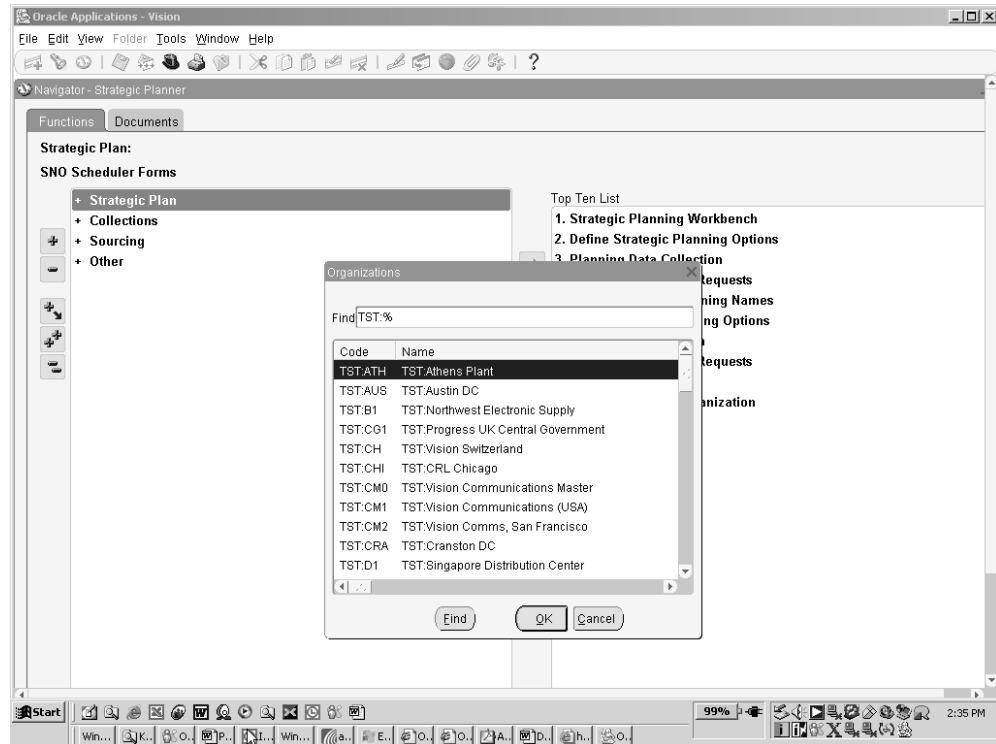 Oracle Applications - Vision
File Edit View Folder Tools Window Help
Navigator - Strategic Planner
Functions Documents
Strategic Plan:
SNO Scheduler Forms
+ Strategic Plan
+ Collections
+ Sourcing
+ Other
Top Ten List
1. Strategic Planning Workbench
2. Define Strategic Planning Options
3. Planning Data Collection
Requests
ning Names
ng Options
Requests
anization
Organizations
Find TST:%
Code Name
TST:ATH TST:Athens Plant
TST:AUS TST:Austin DC
TST:B1 TST:Northwest Electronic Supply
TST:CG1 TST:Progress UK Central Government
TST:CH TST:Vision Switzerland
TST:CHI TST:CRL Chicago
TST:CM0 TST:Vision Communications Master
TST:CM1 TST:Vision Communications (USA)
TST:CM2 TST:Vision Comms, San Francisco
TST:CRA TST:Cranston DC
TST:D1 TST:Singapore Distribution Center
Find OK Cancel
Start 99% 2:35 PM
Win... K.. O.. P.. I... Win... a.. E.. O.. O.. A.. D.. h.. O..